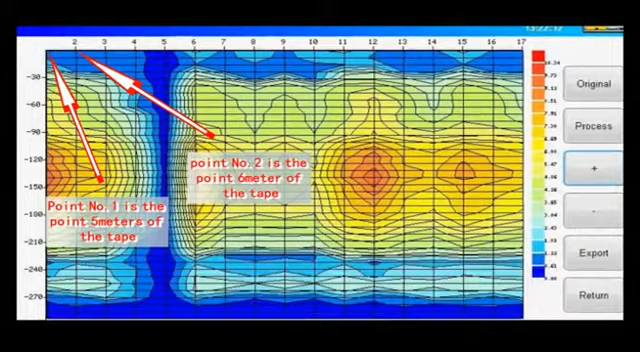 2 3 4 5 6 7 8 9 10 11 12 13 14 15 16 17
-30
-60
-90
-120
-150
-180
-210
-240
-270
point No. 2 is the
point 6meter of
the tape
Point No. 1 is the
point 5meters of
the tape
Original
Process
+
-
Export
Return